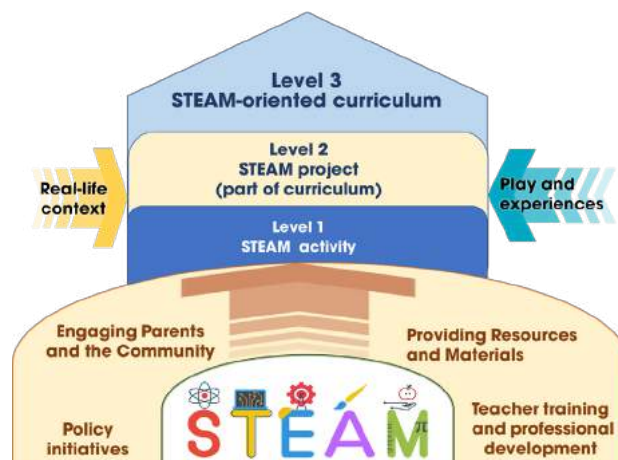 Level 3
STEAM-oriented curriculum
Level 2
STEAM project
(part of curriculum)
Real-life
context
Play and
experiences
Level 1
STEAM activity
Engaging Parents
and the Community
Providing Resources
and Materials
Policy
initiatives
STEAM
π
Teacher training
and professional
development